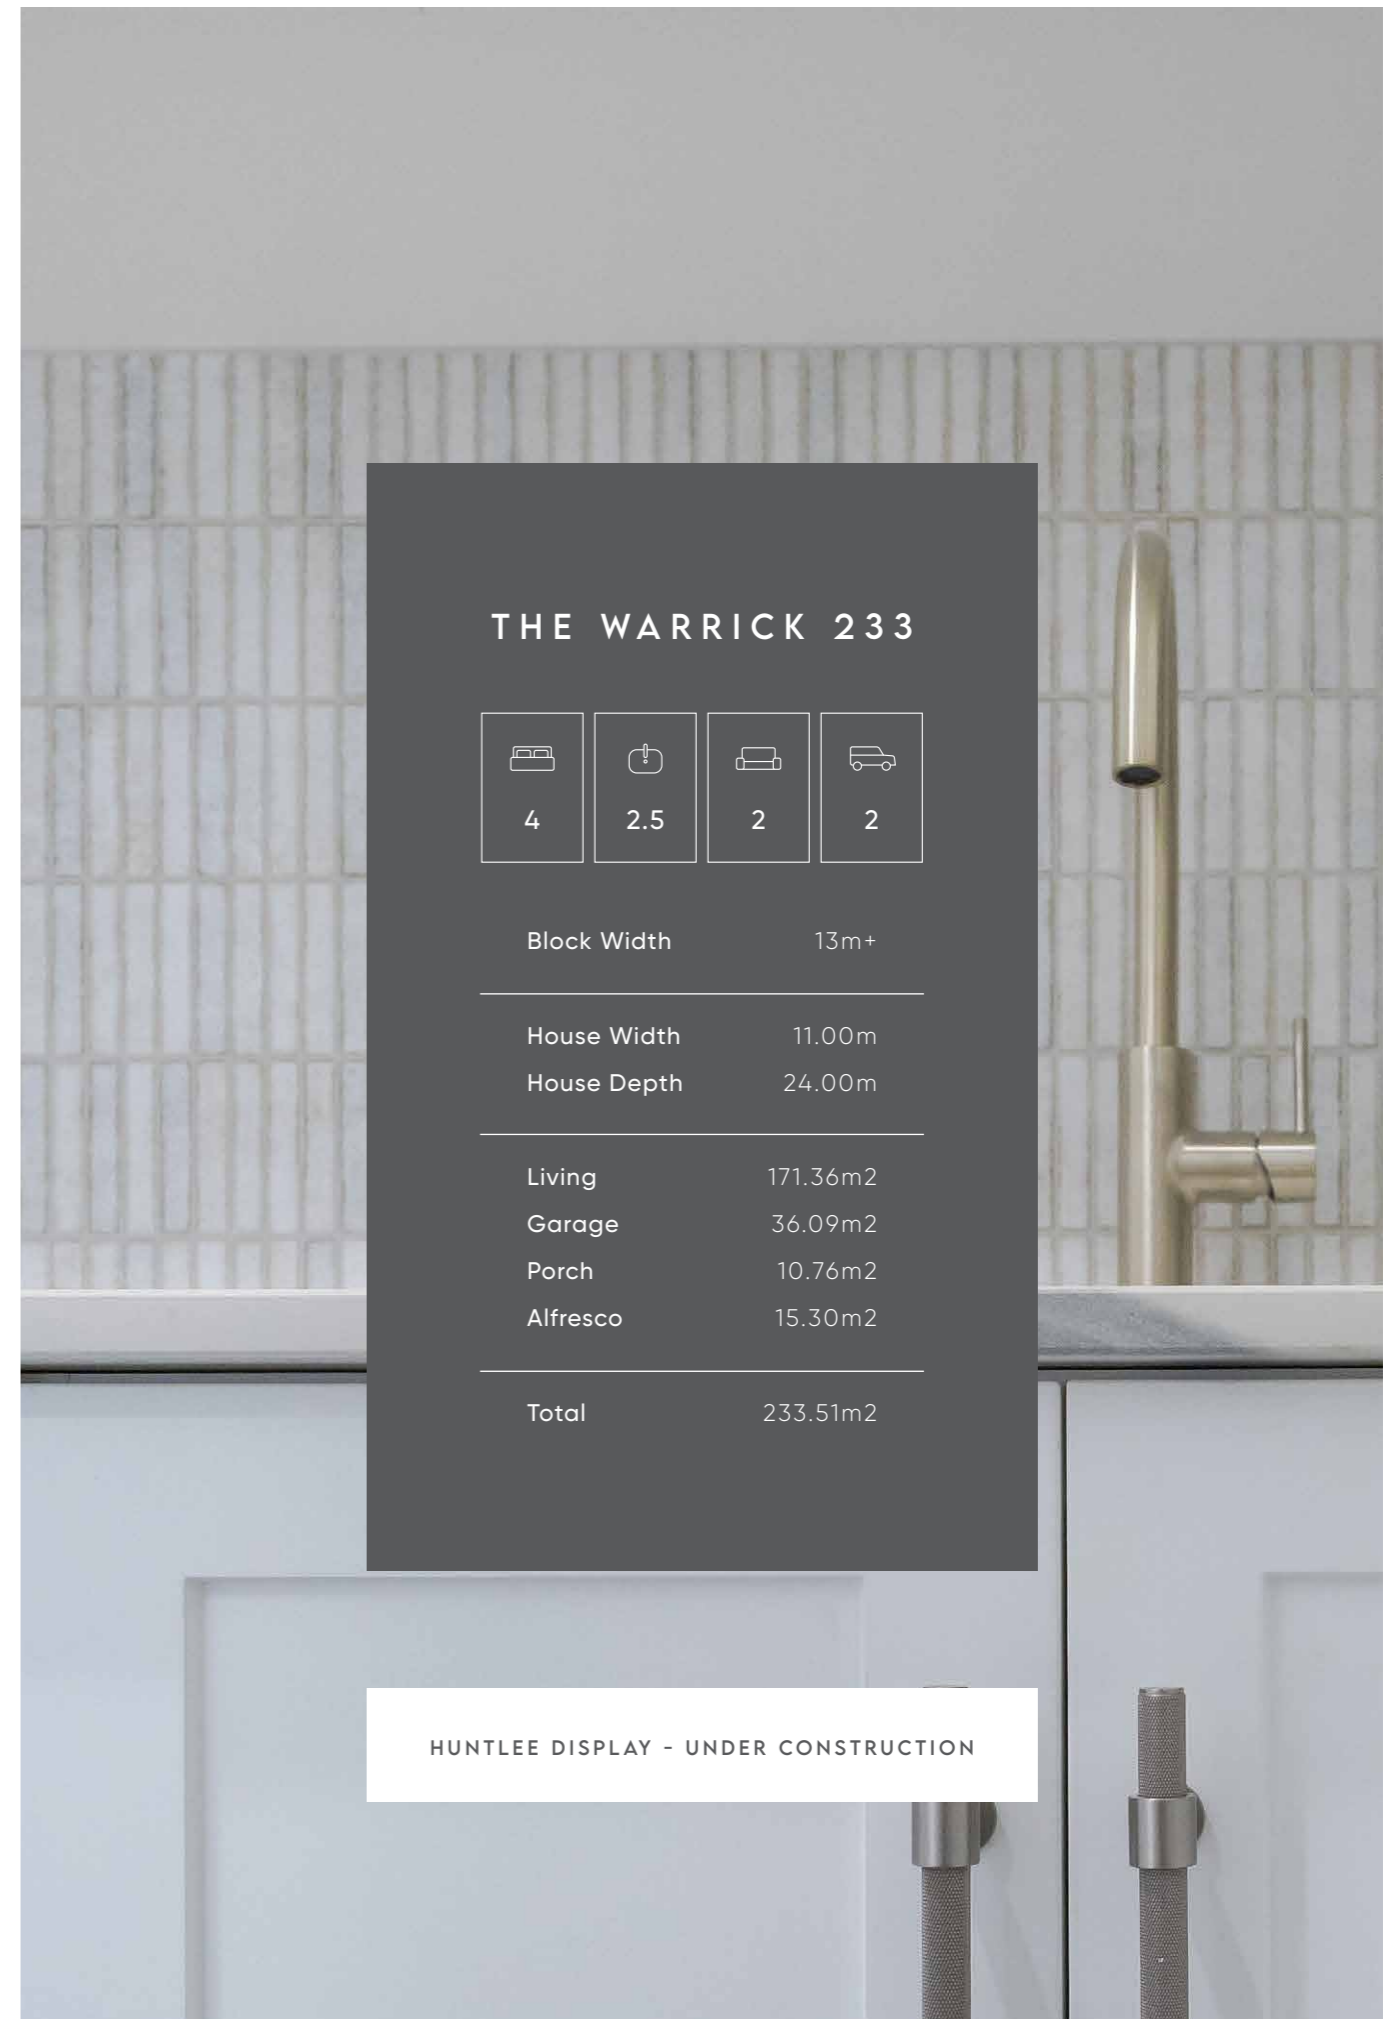 THE WARRICK 233
4 2.5 2 2
Block Width 13m+
House Width 11.00m
House Depth 24.00m
Living 171.36m2
Garage 36.09m2
Porch 10.76m2
Alfresco 15.30m2
Total 233.51m2
HUNTLEE DISPLAY - UNDER CONSTRUCTION